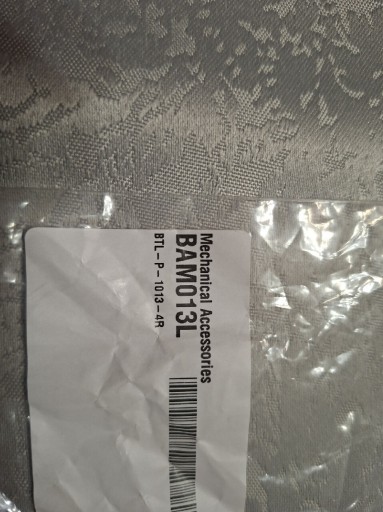 Mechanical Accessories
BAM013L
BTL-P-1013-4R